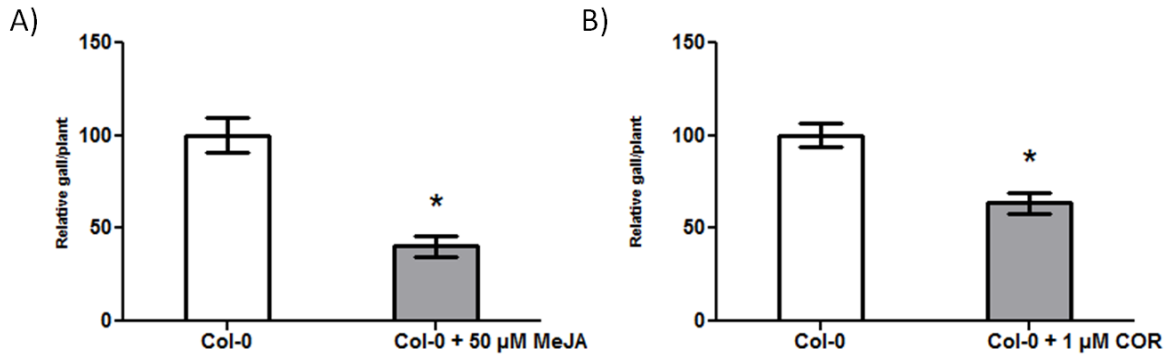 A)
150
100
50
0
Relative gall/plant
*
Col-0
Col-0 + 50 µM MeJA
B)
150
100
50
0
Relative gall/plant
*
Col-0
Col-0 + 1 µM COR